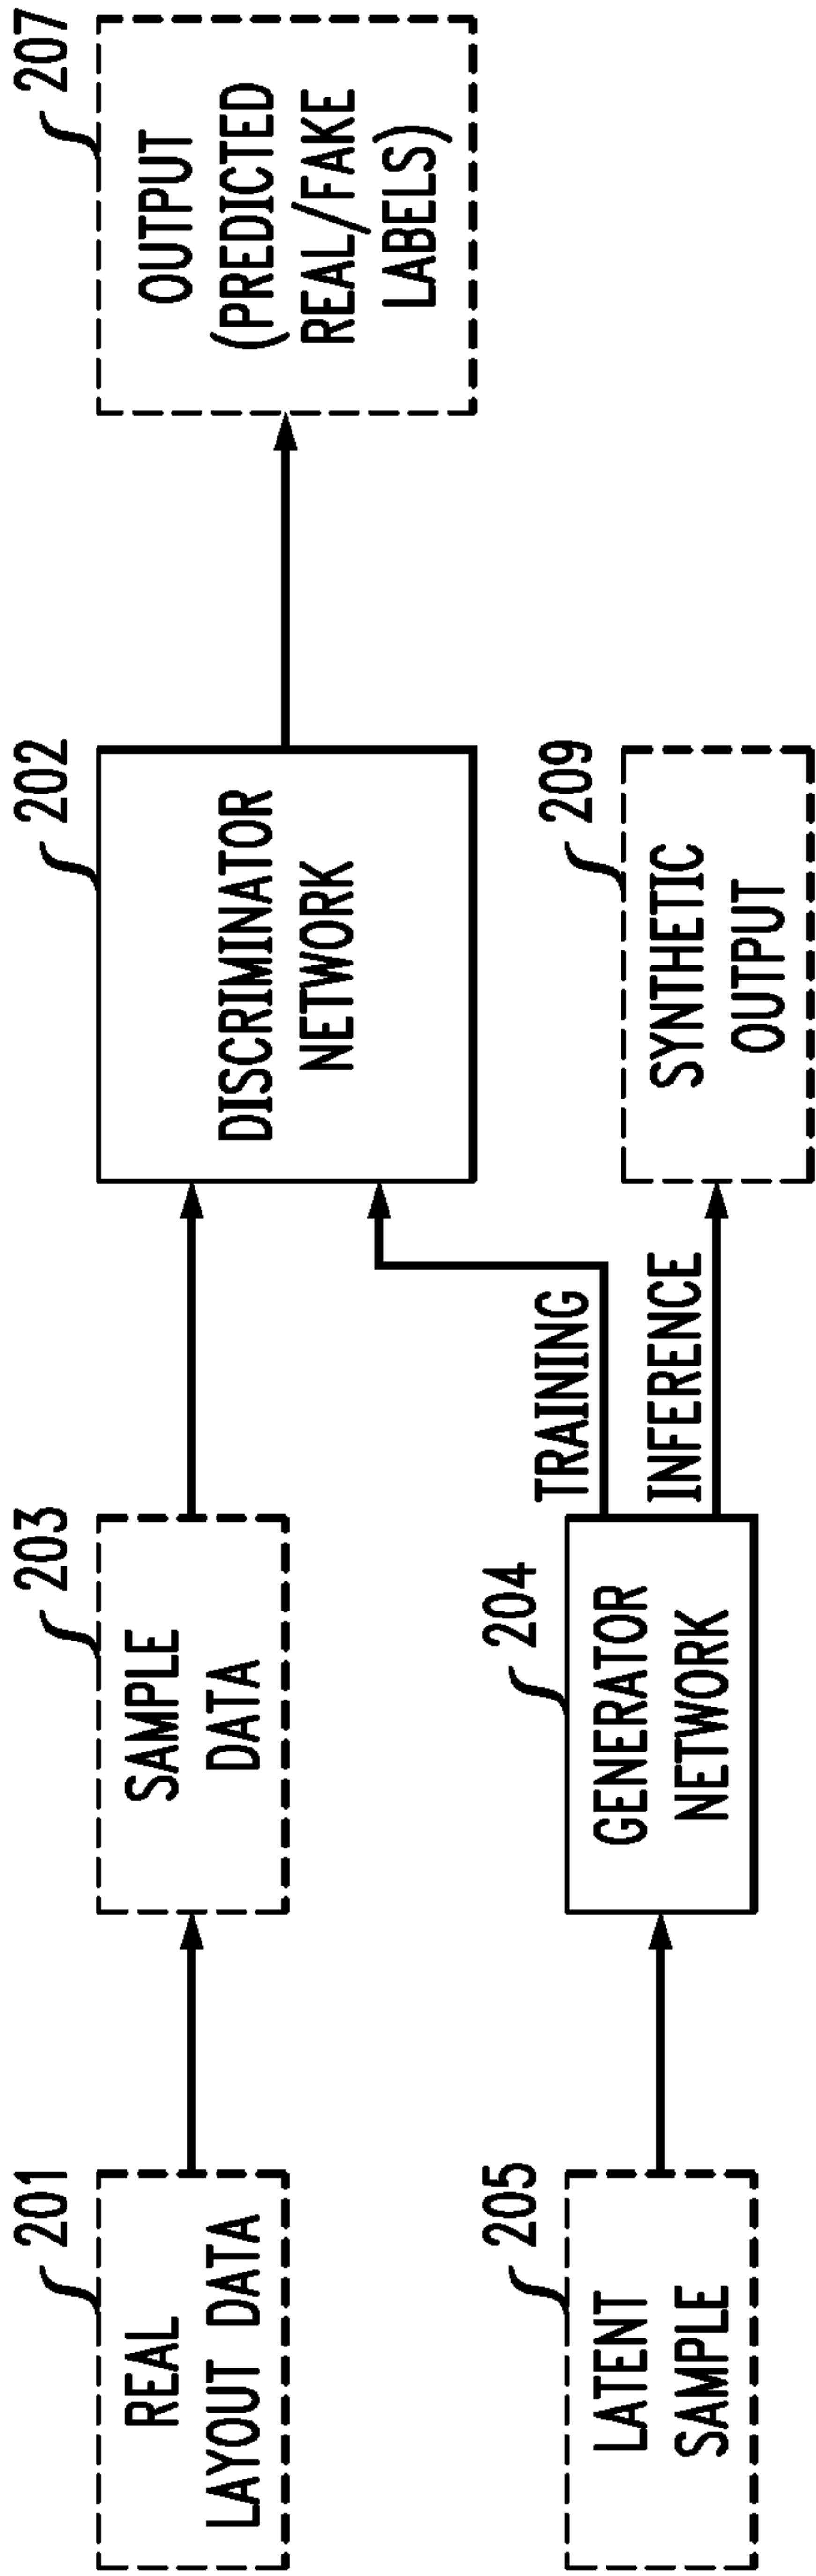 201
REAL
LAYOUT DATA
203
SAMPLE
DATA
202
DISCRIMINATOR
NETWORK
207
OUTPUT
(PREDICTED
REAL/FAKE
LABELS)
205
LATENT
SAMPLE
204
GENERATOR
NETWORK
TRAINING
INFERENCE
209
SYNTHETIC
OUTPUT